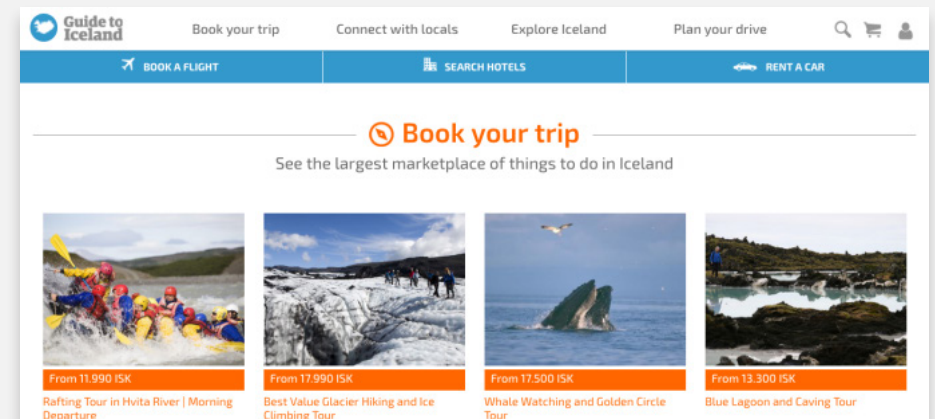 Guide to
Iceland
Book your trip
Connect with locals
Explore Iceland
Plan your drive
BOOK A FLIGHT
SEARCH HOTELS
RENT A CAR
Book your trip
See the largest marketplace of things to do in Iceland
From 11.990 ISK
From 17.990 ISK
From 17.500 ISK
From 13.300 ISK
Rafting Tour in Hvita River | Morning
Departure
Best Value Glacier Hiking and Ice
Climbing Tour
Whale Watching and Golden Circle
Tour
Blue Lagoon and Caving Tour